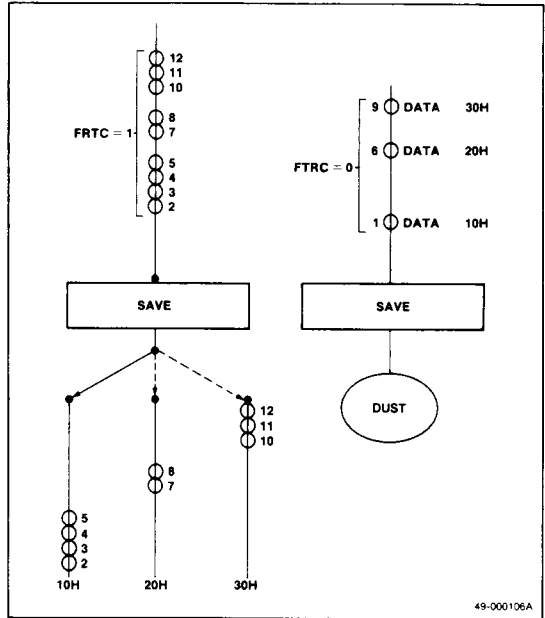 12
11
10
8
7
FRTC = 1
5
4
3
2
SAVE
12
11
10
8
7
5
4
3
2
10H 20H 30H
9 DATA 30H
6 DATA 20H
FTRC = 0
1 DATA 10H
SAVE
DUST
49-000106A